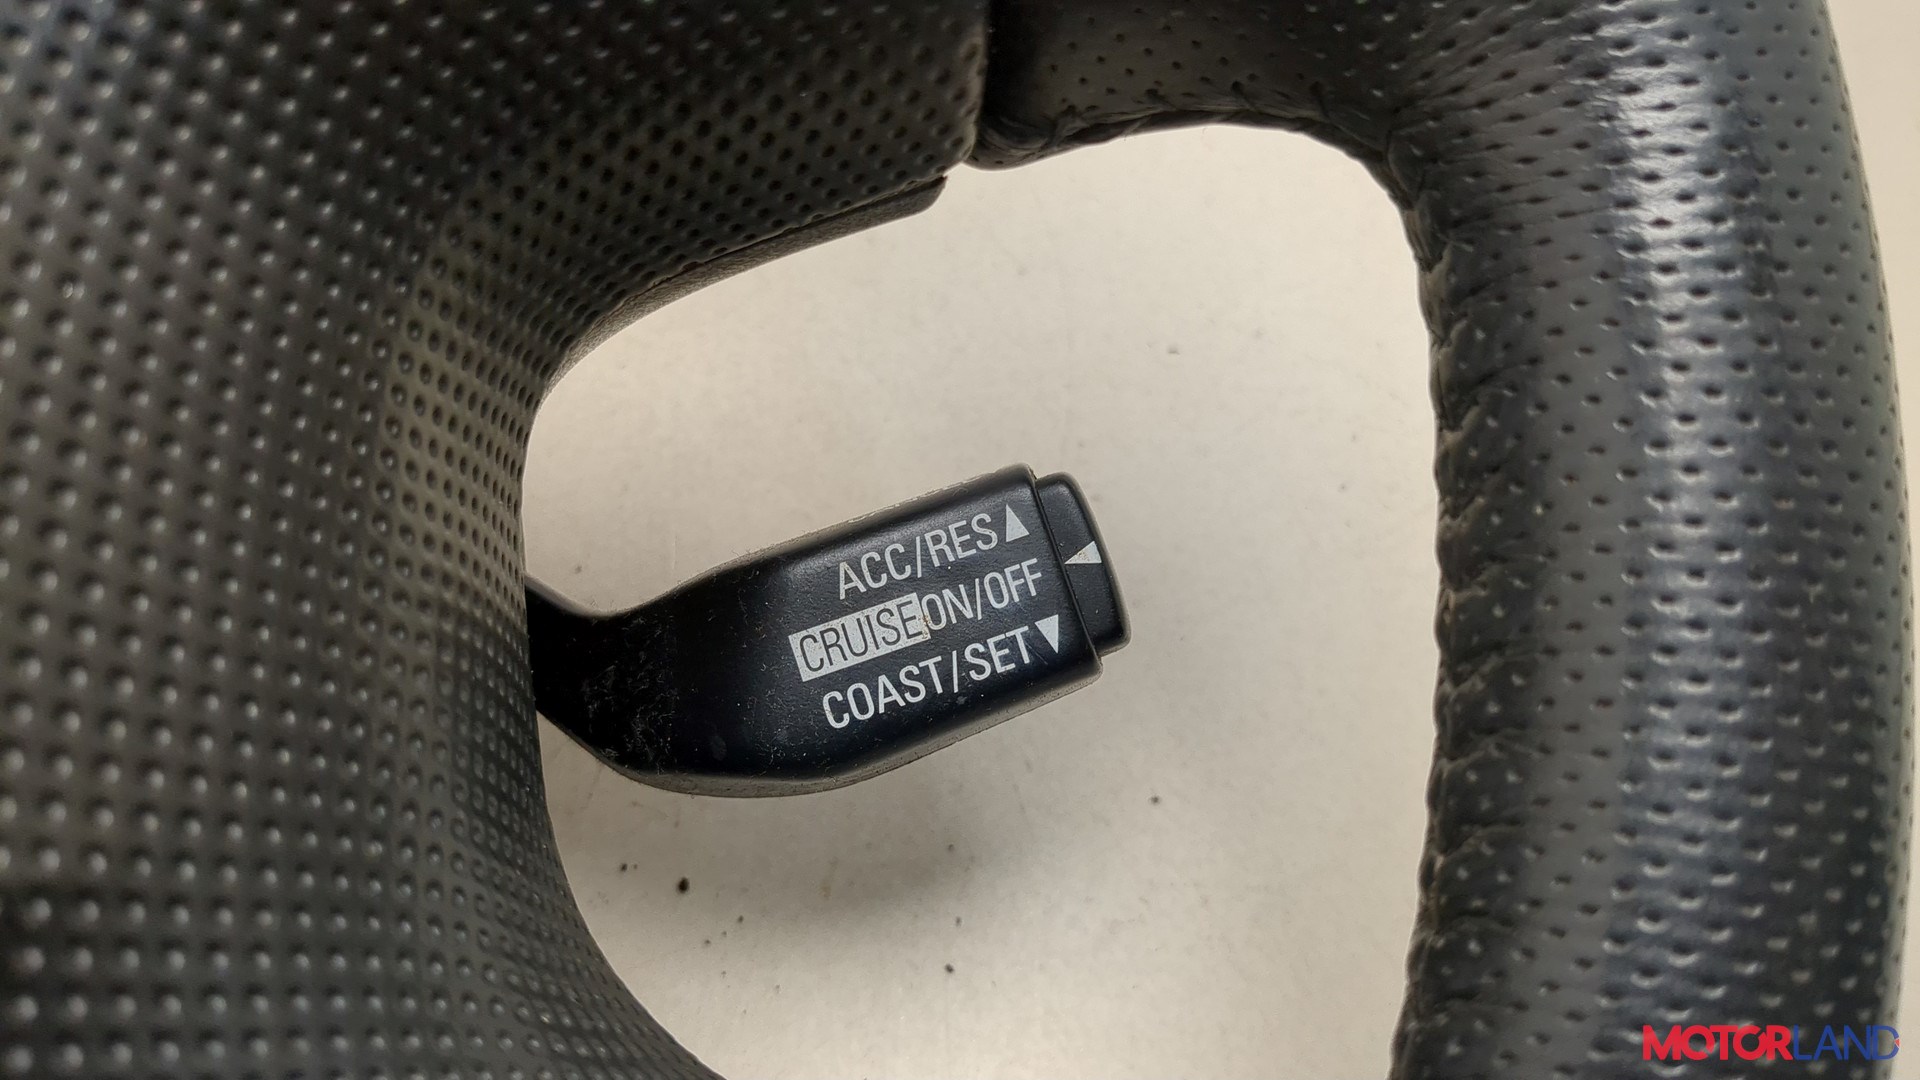 ACC/RES▲
CRUISE ON/OFF
COAST/SET▼
MOTORLAND